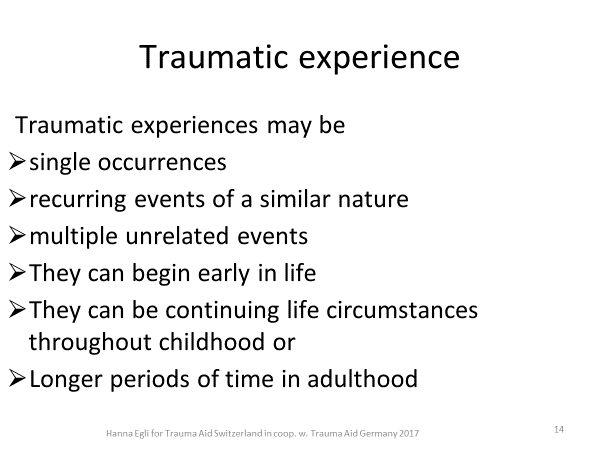 Traumatic experience
Traumatic experiences may be
➢single occurrences
➢recurring events of a similar nature
➢multiple unrelated events
➢They can begin early in life
➢They can be continuing life circumstances
throughout childhood or
➢Longer periods of time in adulthood
Hanna Egli for Trauma Aid Switzerland in coop. w. Trauma Aid Germany 2017
14